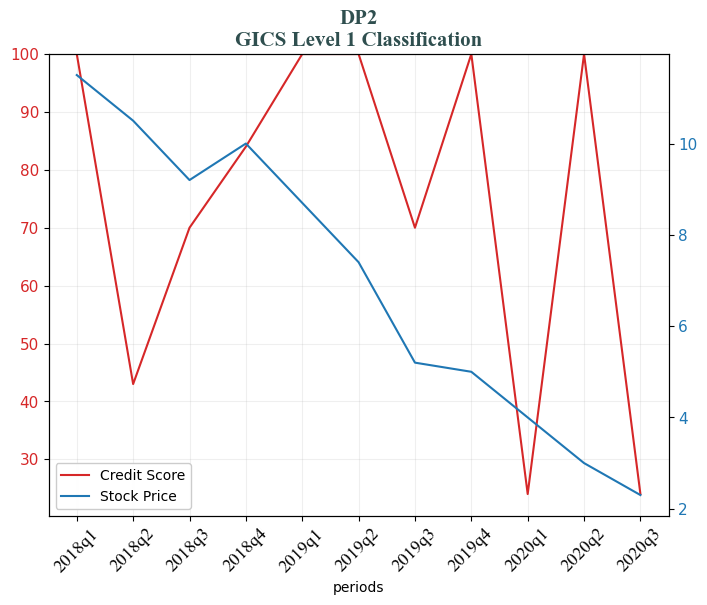 DP2
GICS Level 1 Classification
100
90
80
70
60
50
40
30
10
8
6
4
2
Credit Score
Stock Price
2018q1
2018q2
2018q3
2018q4
2019q1
2019q2
2019q3
2019q4
2020q1
2020q2
2020q3
periods